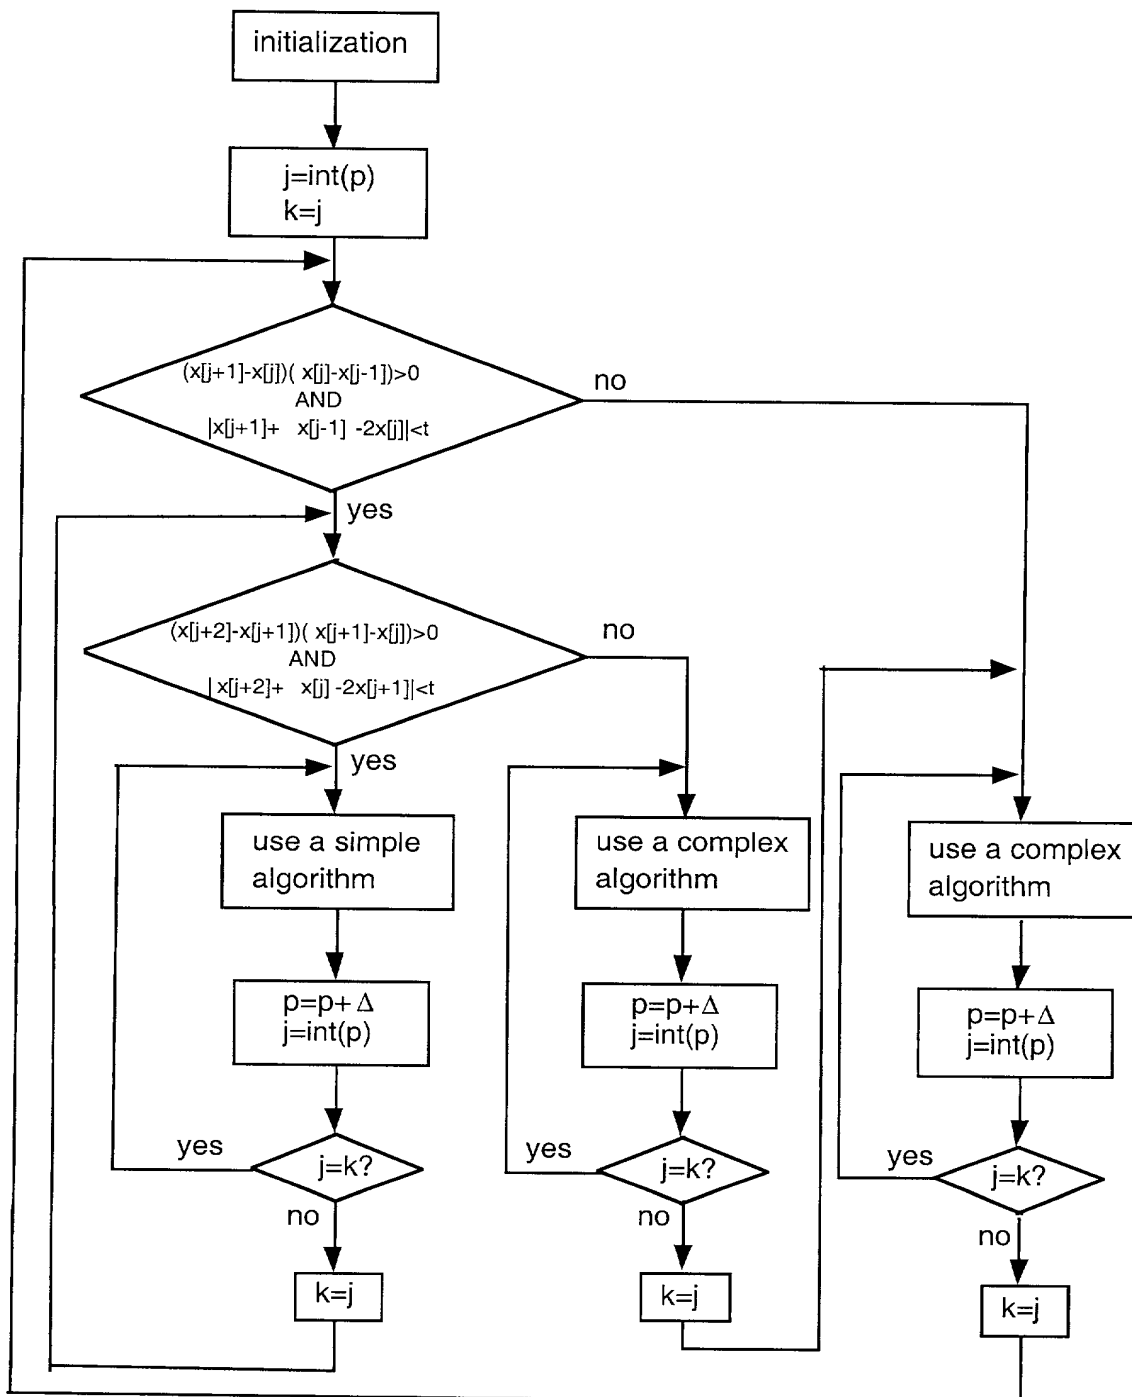 initialization
j=int(p)
k=j
(x[j+1]-x[j])( x[j]-x[j-1])>0
AND
|x[j+1]+ x[j-1] -2x[j]|<t
no
yes
(x[j+2]-x[j+1])( x[j+1]-x[j])>0
AND
|x[j+2]+ x[j] -2x[j+1]|<t
no
yes
use a simple
algorithm
use a complex
algorithm
use a complex
algorithm
p=p+Δ
j=int(p)
p=p+Δ
j=int(p)
p=p+Δ
j=int(p)
yes
j=k?
no
yes
j=k?
no
yes
j=k?
no
k=j
k=j
k=j